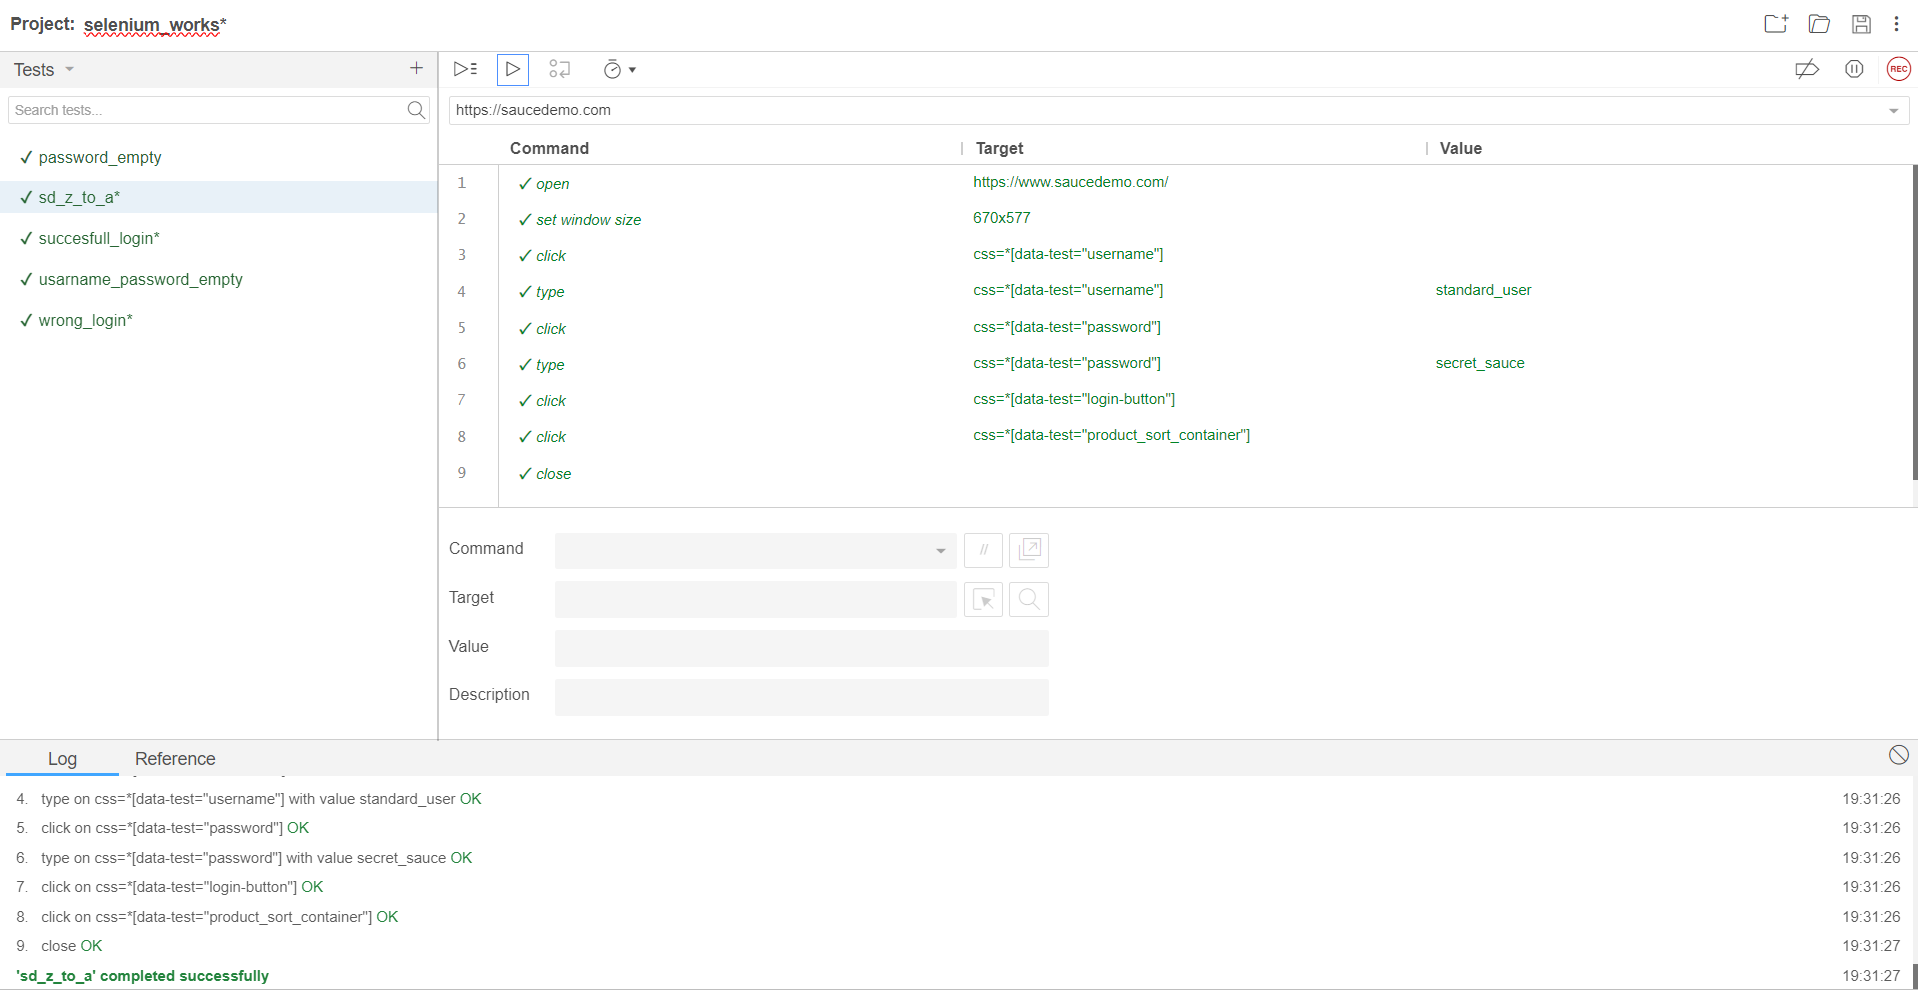 Project: selenium_works*
Tests
+
REC
Search tests...
https://saucedemo.com
Command Target Value
✓ password_empty
✓ sd_z_to_a*
✓ succesfull_login*
✓ usarname_password_empty
✓ wrong_login*
1 ✓ open https://www.saucedemo.com/
2 ✓ set window size 670x577
3 ✓ click css=*[data-test="username"]
4 ✓ type css=*[data-test="username"] standard_user
5 ✓ click css=*[data-test="password"]
6 ✓ type css=*[data-test="password"] secret_sauce
7 ✓ click css=*[data-test="login-button"]
8 ✓ click css=*[data-test="product_sort_container"]
9 ✓ close
Command //
Target
Value
Description
Log Reference
4. type on css=*[data-test="username"] with value standard_user OK 19:31:26
5. click on css=*[data-test="password"] OK 19:31:26
6. type on css=*[data-test="password"] with value secret_sauce OK 19:31:26
7. click on css=*[data-test="login-button"] OK 19:31:26
8. click on css=*[data-test="product_sort_container"] OK 19:31:26
9. close OK 19:31:27
'sd_z_to_a' completed successfully 19:31:27